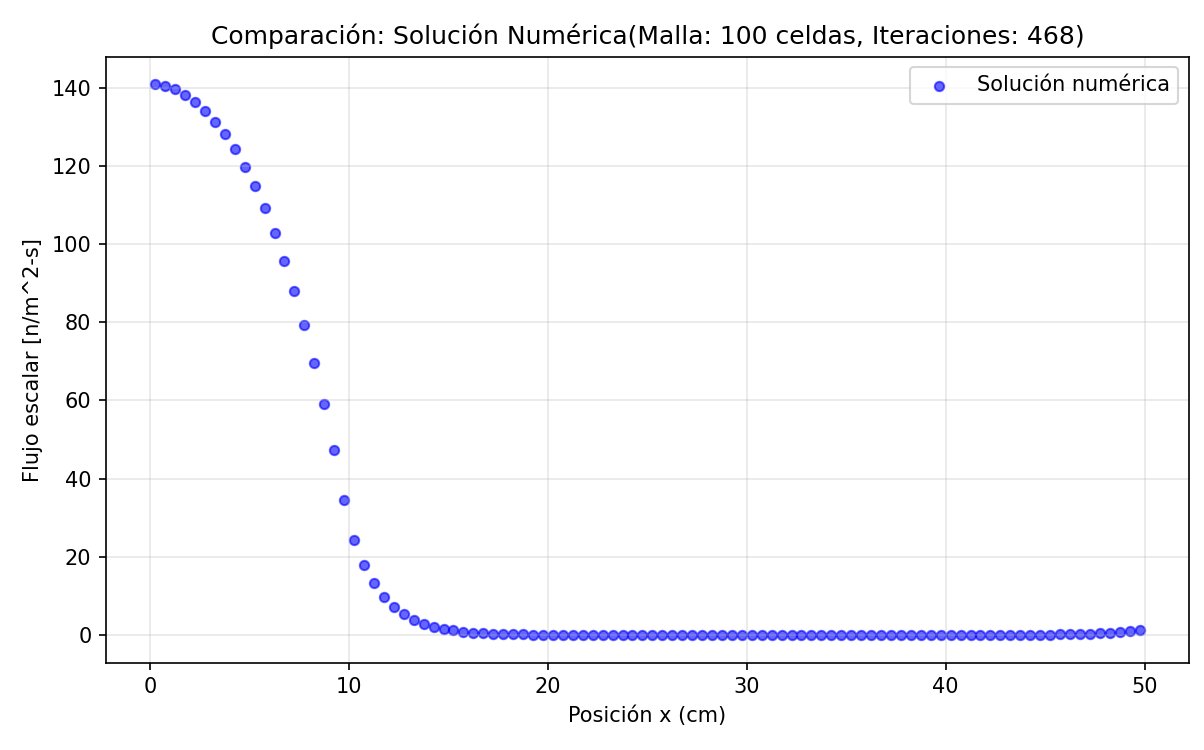 Comparación: Solución Numérica(Malla: 100 celdas, Iteraciones: 468)
Solución numérica
Flujo escalar [n/m^2-s]
140
120
100
80
60
40
20
0
0 10 20 30 40 50
Posición x (cm)